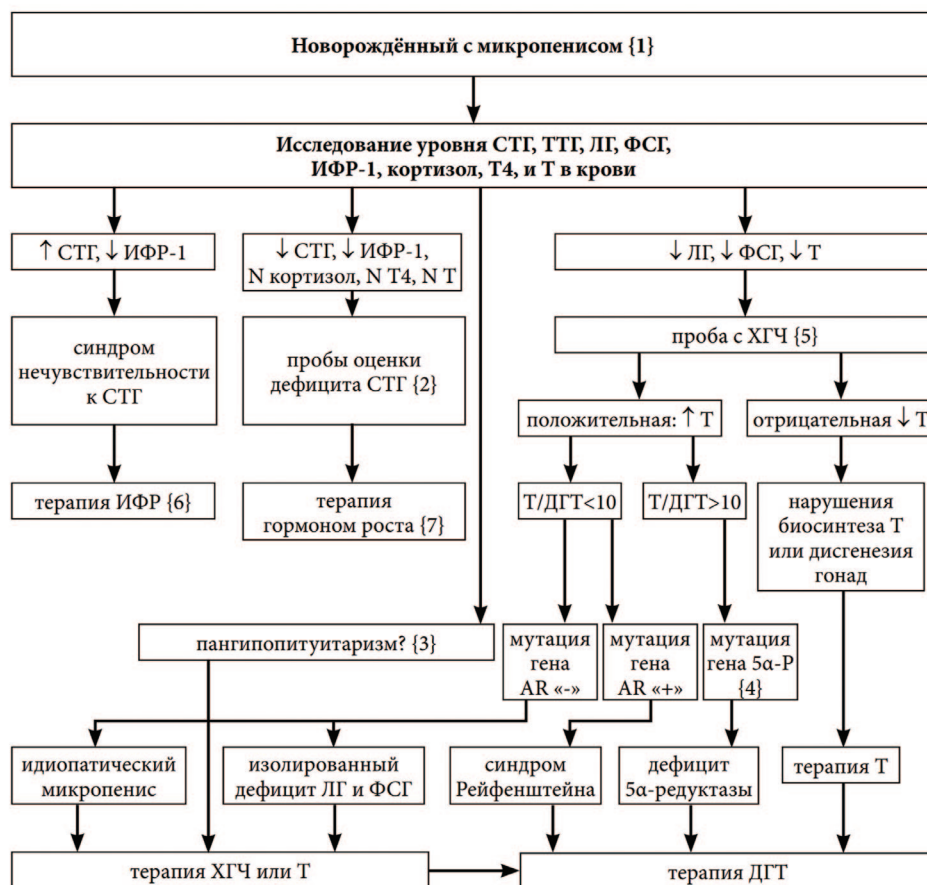 Новорождённый с микропенисом {1}
Исследование уровня СТГ, ТТГ, ЛГ, ФСГ,
ИФР-1, кортизол, Т4, и Т в крови
↑ СТГ, ↓ ИФР-1
↓ СТГ, ↓ ИФР-1,
N кортизол, N Т4, N Т
↓ ЛГ, ↓ ФСГ, ↓ Т
синдром
нечувствительности
к СТГ
пробы оценки
дефицита СТГ {2}
проба с ХГЧ {5}
положительная: ↑ Т
отрицательная ↓ Т
терапия ИФР {6}
терапия
гормоном роста {7}
Т/ДГТ<10
Т/ДГТ>10
нарушения
биосинтеза Т
или дисгенезия
гонад
пангипопитуитаризм? {3}
мутация
гена
AR «-»
мутация
гена
AR «+»
мутация
гена 5α-Р
{4}
идиопатический
микропенис
изолированный
дефицит ЛГ и ФСГ
синдром
Рейфенштейна
дефицит
5α-редуктазы
терапия Т
терапия ХГЧ или Т
терапия ДГТ